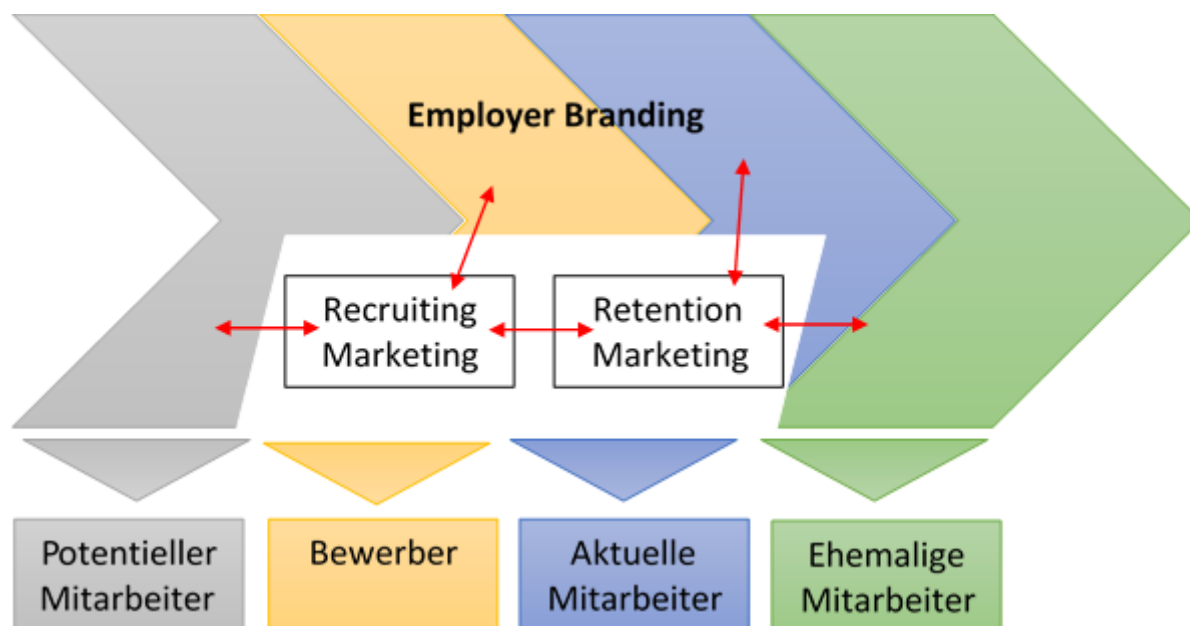 Employer Branding
Recruiting
Marketing
Retention
Marketing
Potentieller
Mitarbeiter
Bewerber
Aktuelle
Mitarbeiter
Ehemalige
Mitarbeiter